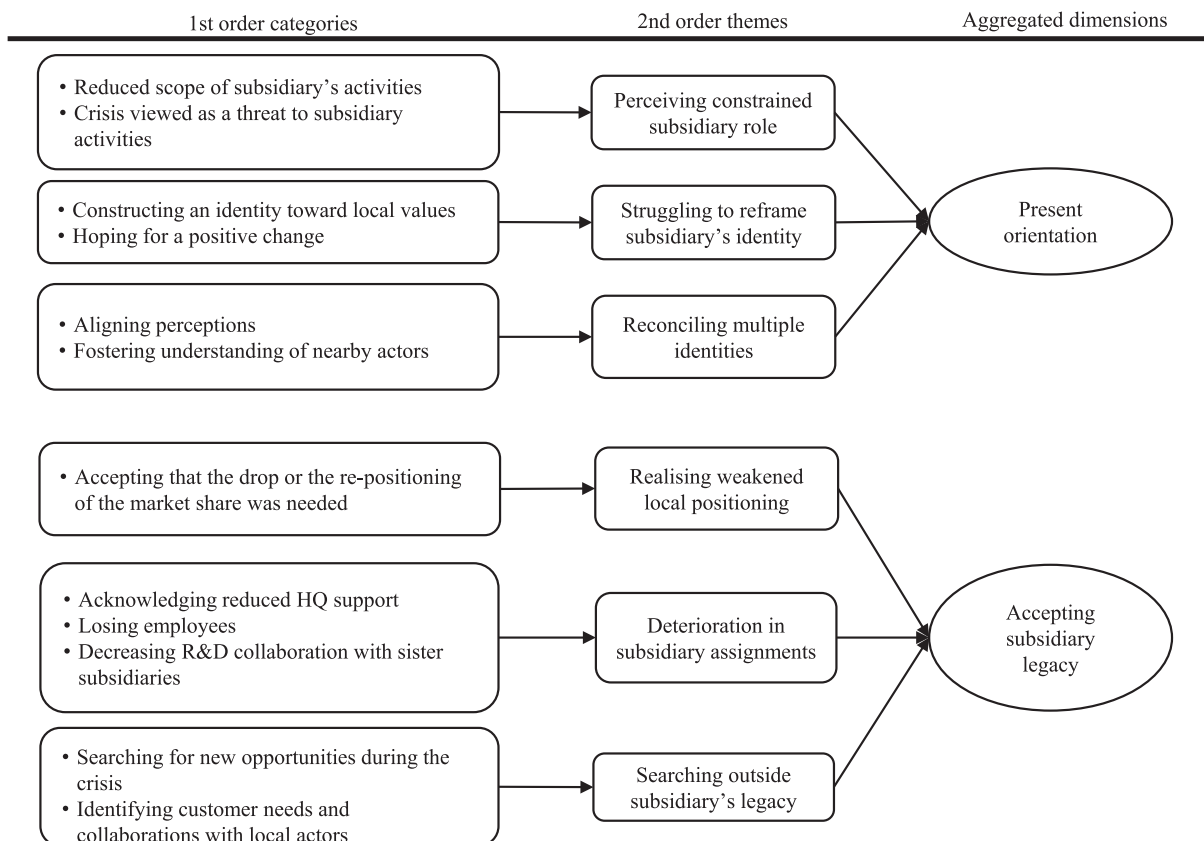 1st order categories
2nd order themes
Aggregated dimensions
• Reduced scope of subsidiary's activities
• Crisis viewed as a threat to subsidiary
activities
Perceiving constrained
subsidiary role
• Constructing an identity toward local values
• Hoping for a positive change
Struggling to reframe
subsidiary's identity
Present
orientation
• Aligning perceptions
• Fostering understanding of nearby actors
Reconciling multiple
identities
• Accepting that the drop or the re-positioning
of the market share was needed
Realising weakened
local positioning
• Acknowledging reduced HQ support
• Losing employees
• Decreasing R&D collaboration with sister
subsidiaries
Deterioration in
subsidiary assignments
Accepting
subsidiary
legacy
• Searching for new opportunities during the
crisis
• Identifying customer needs and
collaborations with local actors
Searching outside
subsidiary's legacy